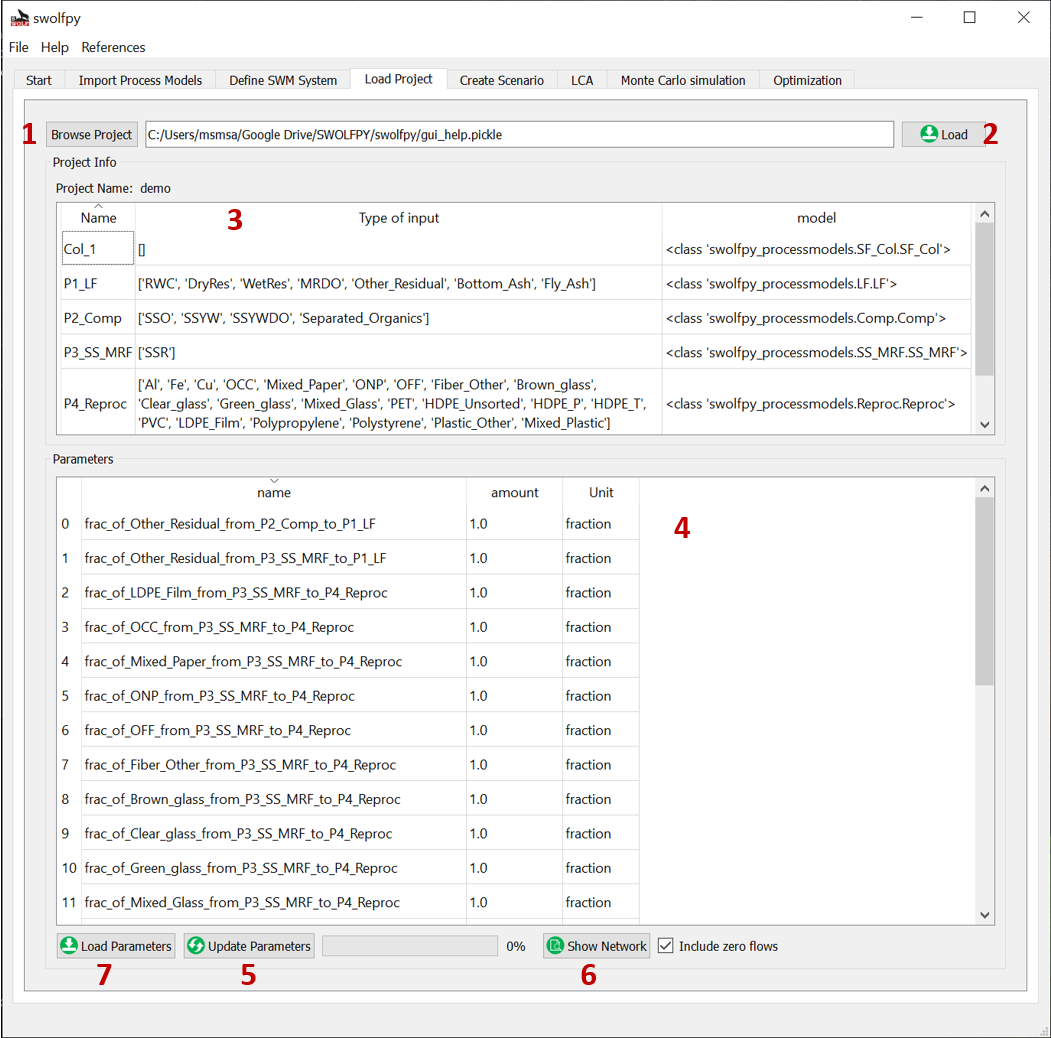 swolfpy
File Help References
Start Import Process Models Define SWM System Load Project Create Scenario LCA Monte Carlo simulation Optimization
1 Browse Project C:/Users/msmsa/Google Drive/SWOLFPY/swolfpy/gui_help.pickle Load 2
Project Info
Project Name: demo
Name 3 Type of input model
Col_1 [] <class 'swolfpy_processmodels.SF_Col.SF_Col'>
P1_LF ['RWC', 'DryRes', 'WetRes', 'MRDO', 'Other_Residual', 'Bottom_Ash', 'Fly_Ash'] <class 'swolfpy_processmodels.LF.LF'>
P2_Comp ['SSO', 'SSYW', 'SSYWDO', 'Separated_Organics'] <class 'swolfpy_processmodels.Comp.Comp'>
P3_SS_MRF ['SSR'] <class 'swolfpy_processmodels.SS_MRF.SS_MRF'>
['Al', 'Fe', 'Cu', 'OCC', 'Mixed_Paper', 'ONP', 'OFF', 'Fiber_Other', 'Brown_glass',
P4_Reproc 'Clear_glass', 'Green_glass', 'Mixed_Glass', 'PET', 'HDPE_Unsorted', 'HDPE_P', 'HDPE_T', <class 'swolfpy_processmodels.Reproc.Reproc'>
'PVC', 'LDPE_Film', 'Polypropylene', 'Polystyrene', 'Plastic_Other', 'Mixed_Plastic']
Parameters
name amount Unit
0 frac_of_Other_Residual_from_P2_Comp_to_P1_LF 1.0 fraction 4
1 frac_of_Other_Residual_from_P3_SS_MRF_to_P1_LF 1.0 fraction
2 frac_of_LDPE_Film_from_P3_SS_MRF_to_P4_Reproc 1.0 fraction
3 frac_of_OCC_from_P3_SS_MRF_to_P4_Reproc 1.0 fraction
4 frac_of_Mixed_Paper_from_P3_SS_MRF_to_P4_Reproc 1.0 fraction
5 frac_of_ONP_from_P3_SS_MRF_to_P4_Reproc 1.0 fraction
6 frac_of_OFF_from_P3_SS_MRF_to_P4_Reproc 1.0 fraction
7 frac_of_Fiber_Other_from_P3_SS_MRF_to_P4_Reproc 1.0 fraction
8 frac_of_Brown_glass_from_P3_SS_MRF_to_P4_Reproc 1.0 fraction
9 frac_of_Clear_glass_from_P3_SS_MRF_to_P4_Reproc 1.0 fraction
10 frac_of_Green_glass_from_P3_SS_MRF_to_P4_Reproc 1.0 fraction
11 frac_of_Mixed_Glass_from_P3_SS_MRF_to_P4_Reproc 1.0 fraction
Load Parameters Update Parameters 0% Show Network Include zero flows
7 5 6